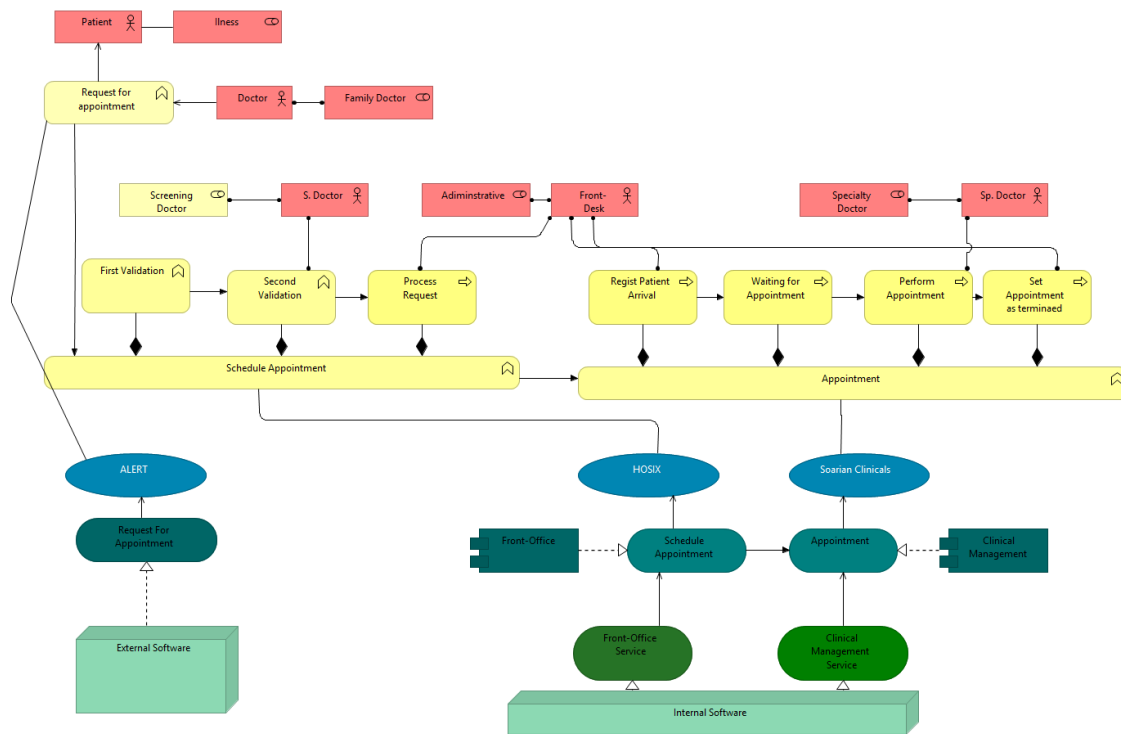 Patient
Ilness
Request for
appointment
Doctor
Family Doctor
Screening
Doctor
S. Doctor
Adiminstrative
Front-
Desk
Specialty
Doctor
Sp. Doctor
First Validation
Second
Validation
Process
Request
Regist Patient
Arrival
Waiting for
Appointment
Perform
Appointment
Set
Appointment
as terminaed
Schedule Appointment
Appointment
ALERT
HOSIX
Soarian Clinicals
Request For
Appointment
Front-Office
Schedule
Appointment
Appointment
Clinical
Management
External Software
Front-Office
Service
Clinical
Management
Service
Internal Software